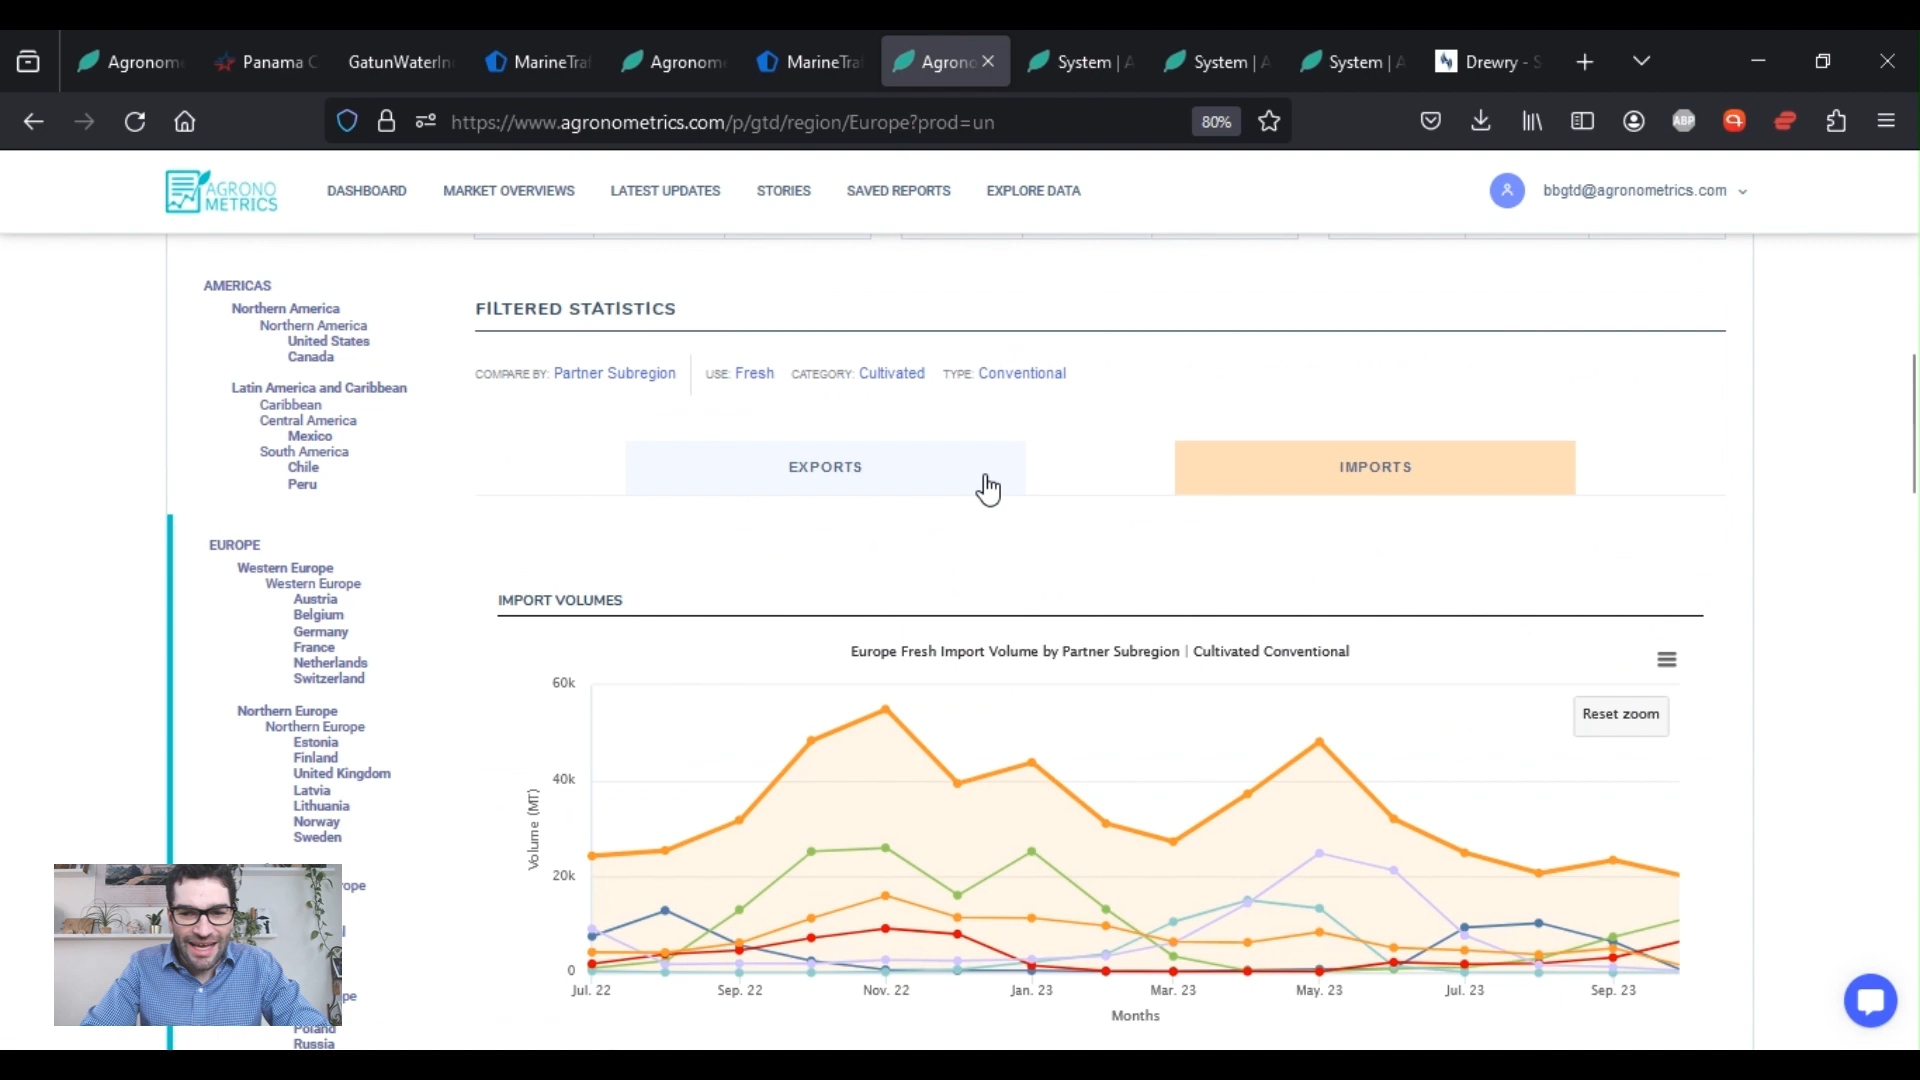 Agronom
Panama C
GatunWaterIn
MarineTra
Agronom
MarineTra
Agrono
System | A
System | A
System | A
Drewry - S
https://www.agronometrics.com/p/gtd/region/Europe?prod=un
80%
ABP
AGRONO
METRICS
DASHBOARD
MARKET OVERVIEWS
LATEST UPDATES
STORIES
SAVED REPORTS
EXPLORE DATA
bbgtd@agronometrics.com
AMERICAS
Northern America
Northern America
United States
Canada
Latin America and Caribbean
Caribbean
Central America
Mexico
South America
Chile
Peru
EUROPE
Western Europe
Western Europe
Austria
Belgium
Germany
France
Netherlands
Switzerland
Northern Europe
Northern Europe
Estonia
Finland
United Kingdom
Latvia
Lithuania
Norway
Sweden
ope
pe
Poland
Russia
FILTERED STATISTICS
COMPARE BY: Partner Subregion
USE: Fresh CATEGORY: Cultivated TYPE: Conventional
EXPORTS
IMPORTS
IMPORT VOLUMES
Europe Fresh Import Volume by Partner Subregion | Cultivated Conventional
Reset zoom
Volume (MT)
60k
40k
20k
0
Jul. 22
Sep. 22
Nov. 22
Jan. 23
Mar. 23
May. 23
Jul. 23
Sep. 23
Months